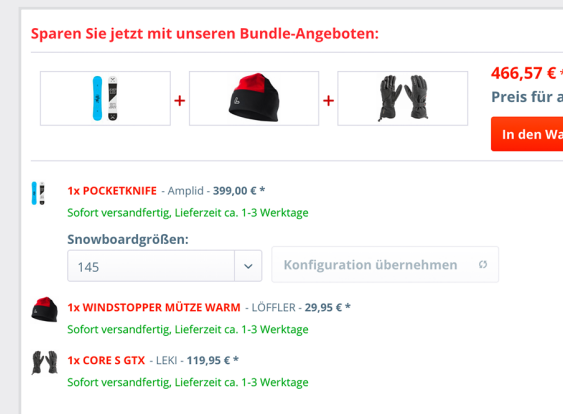 Sparen Sie jetzt mit unseren Bundle-Angeboten:
466,57 € *
Preis für a
In den Wa
1x POCKETKNIFE - Amplid - 399,00 € *
Sofort versandfertig, Lieferzeit ca. 1-3 Werktage
Snowboardgrößen:
145
Konfiguration übernehmen
1x WINDSTOPPER MÜTZE WARM - LÖFFLER - 29,95 € *
Sofort versandfertig, Lieferzeit ca. 1-3 Werktage
1x CORE S GTX - LEKI - 119,95 € *
Sofort versandfertig, Lieferzeit ca. 1-3 Werktage